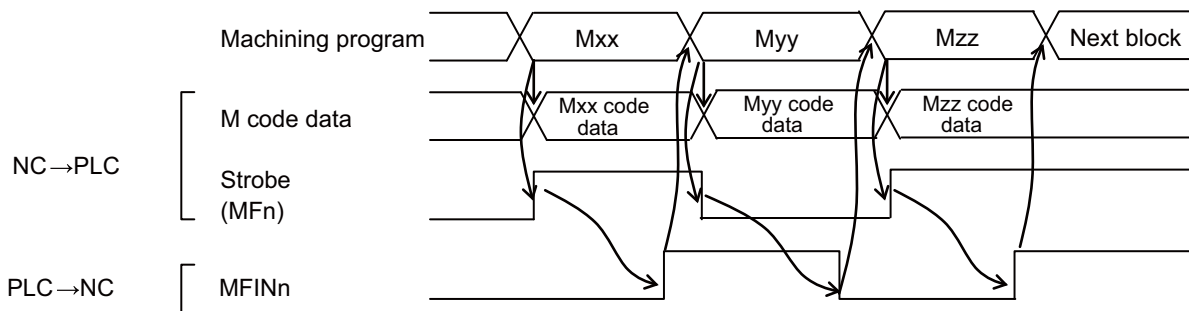 Machining program
Mxx
Myy
Mzz
Next block
NC→PLC
M code data
Mxx code
data
Myy code
data
Mzz code
data
Strobe
(MFn)
PLC→NC
MFINn